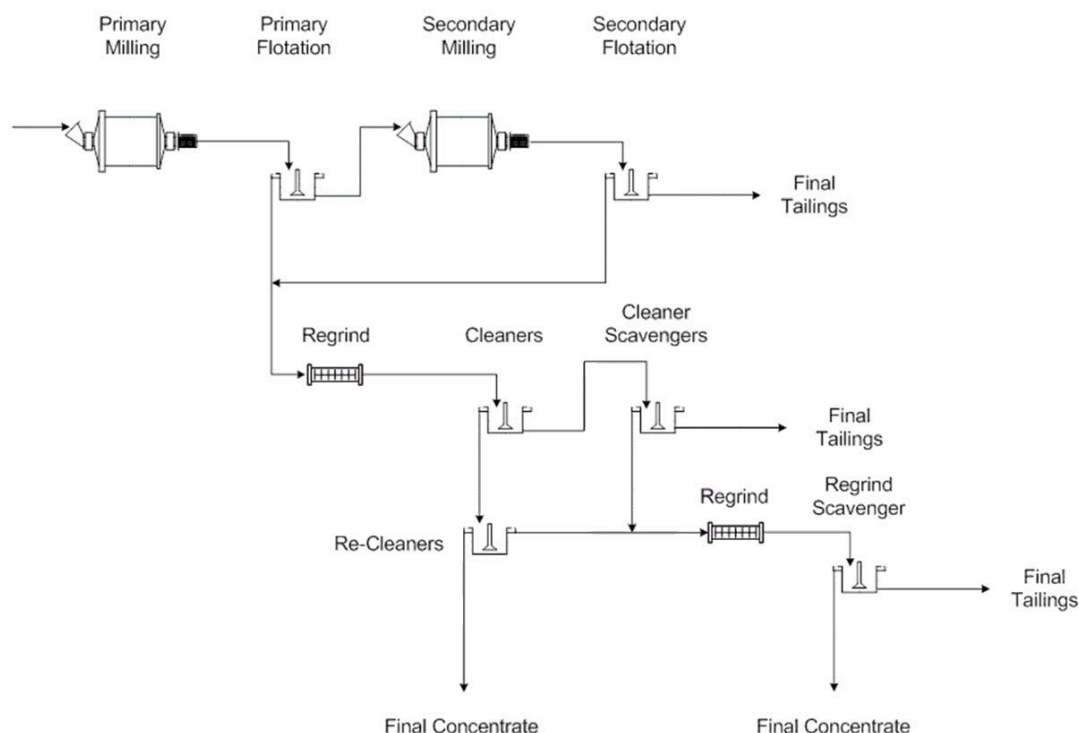 Primary
Milling
Primary
Flotation
Secondary
Milling
Secondary
Flotation
Final
Tailings
Regrind
Cleaners
Cleaner
Scavengers
Final
Tailings
Re-Cleaners
Regrind
Regrind
Scavenger
Final
Tailings
Final Concentrate
Final Concentrate